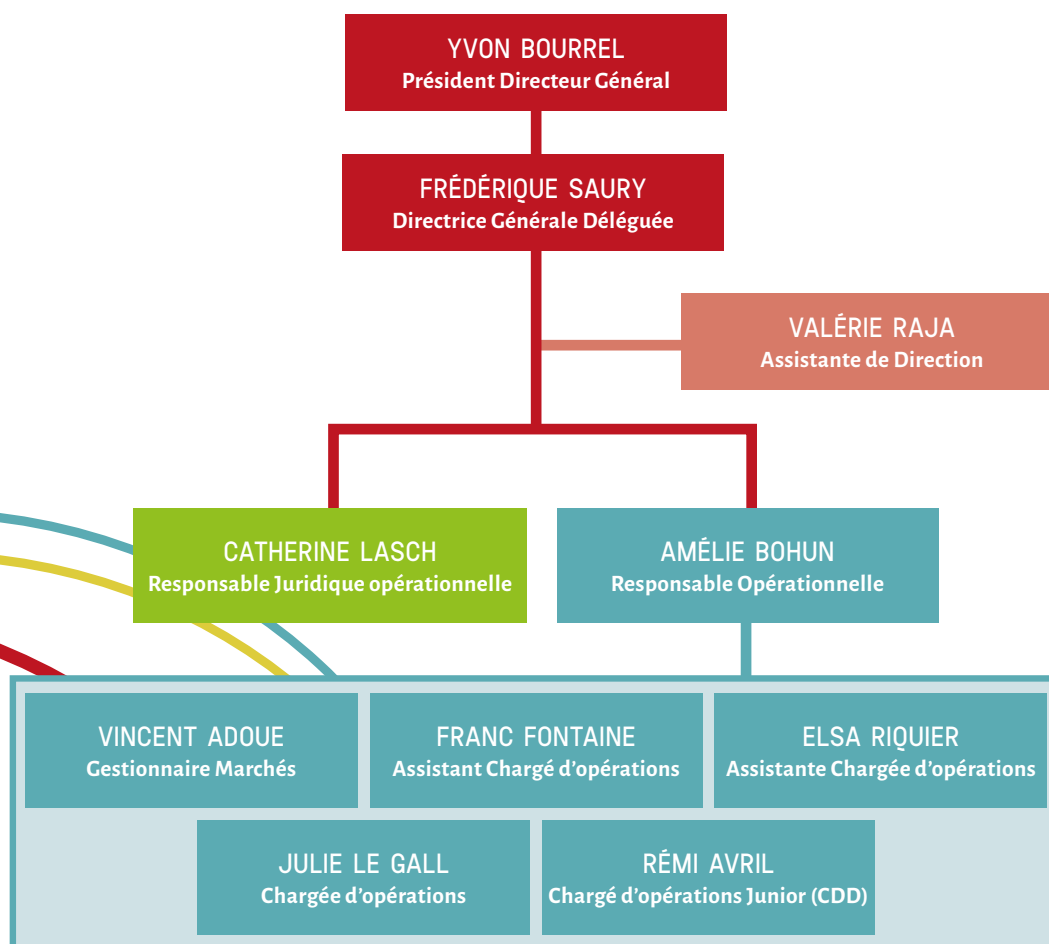 YVON BOURREL
Président Directeur Général
FRÉDÉRIQUE SAURY
Directrice Générale Déléguée
VALÉRIE RAJA
Assistante de Direction
CATHERINE LASCH
Responsable Juridique opérationnelle
AMÉLIE BOHUN
Responsable Opérationnelle
VINCENT ADOUE
Gestionnaire Marchés
FRANC FONTAINE
Assistant Chargé d'opérations
ELSA RIQUIER
Assistante Chargée d'opérations
JULIE LE GALL
Chargée d'opérations
RÉMI AVRIL
Chargé d'opérations Junior (CDD)